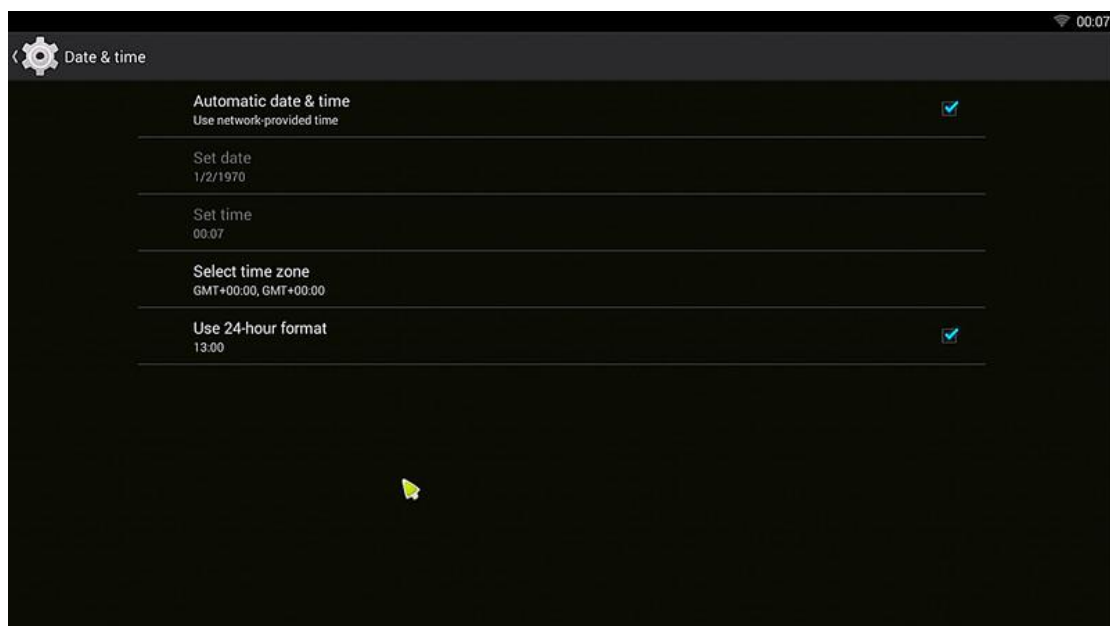 00:07
Date & time
Automatic date & time
Use network-provided time
Set date
1/2/1970
Set time
00:07
Select time zone
GMT+00:00, GMT+00:00
Use 24-hour format
13:00